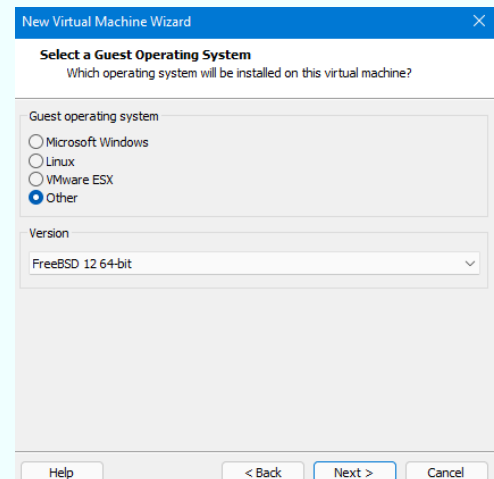 New Virtual Machine Wizard
Select a Guest Operating System
Which operating system will be installed on this virtual machine?
Guest operating system
Microsoft Windows
Linux
VMware ESX
Other
Version
FreeBSD 12 64-bit
Help
< Back
Next >
Cancel